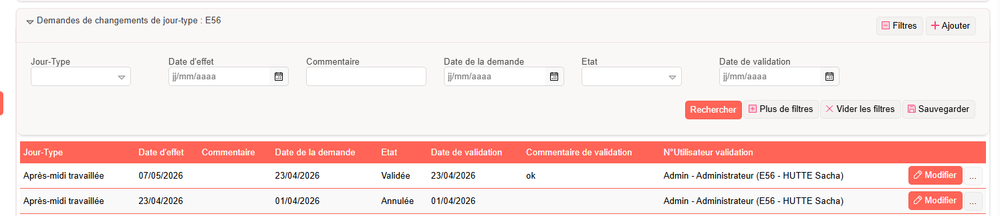 Demandes de changements de jour-type : E56
Filtres Ajouter
Jour-Type Date d'effet Commentaire Date de la demande Etat Date de validation
jj/mm/aaaa jj/mm/aaaa jj/mm/aaaa
Rechercher Plus de filtres Vider les filtres Sauvegarder
Jour-Type Date d'effet Commentaire Date de la demande Etat Date de validation Commentaire de validation N°Utilisateur validation
Après-midi travaillée 07/05/2026 23/04/2026 Validée 23/04/2026 ok Admin - Administrateur (E56 - HUTTE Sacha) Modifier ...
Après-midi travaillée 23/04/2026 01/04/2026 Annulée 01/04/2026 Admin - Administrateur (E56 - HUTTE Sacha) Modifier ...